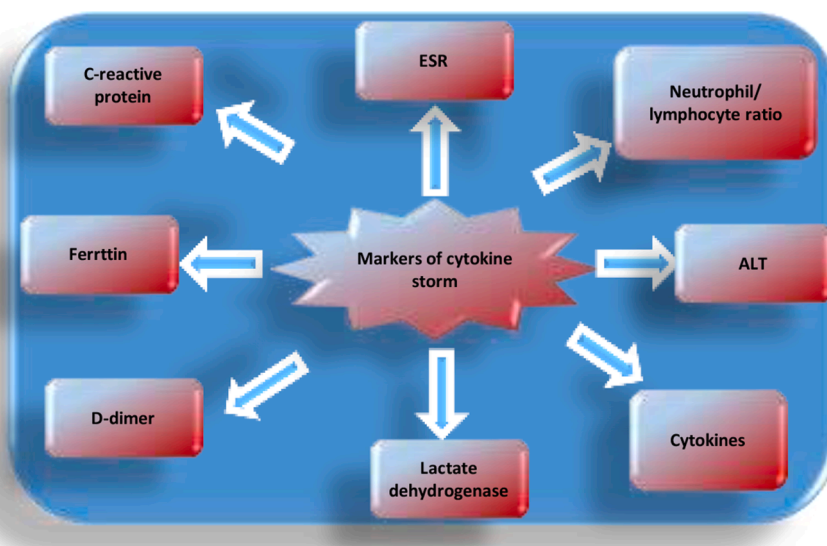 C-reactive
protein
ESR
Neutrophil/
lymphocyte ratio
Ferrttin
Markers of cytokine
storm
ALT
D-dimer
Lactate
dehydrogenase
Cytokines